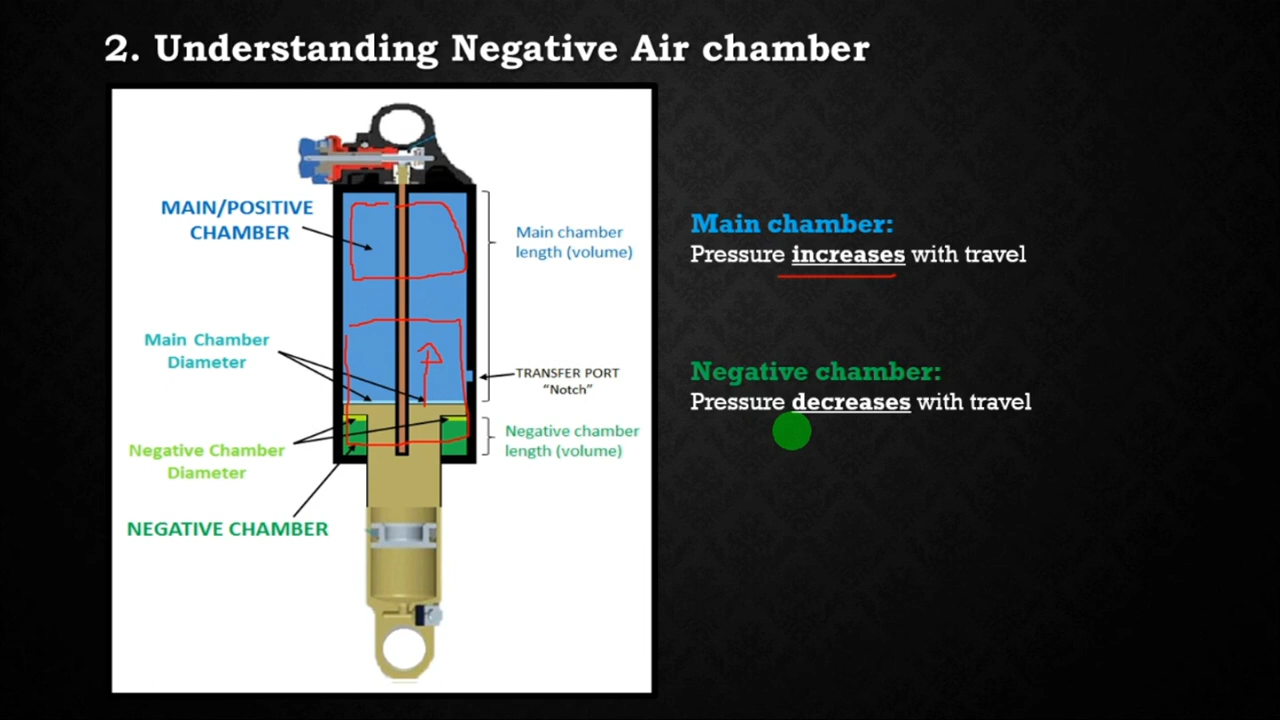 2. Understanding Negative Air chamber
MAIN/POSITIVE
CHAMBER
Main chamber
length (volume)
Main Chamber
Diameter
TRANSFER PORT
“Notch”
Negative Chamber
Diameter
Negative chamber
length (volume)
NEGATIVE CHAMBER
Main chamber:
Pressure increases with travel
Negative chamber:
Pressure decreases with travel